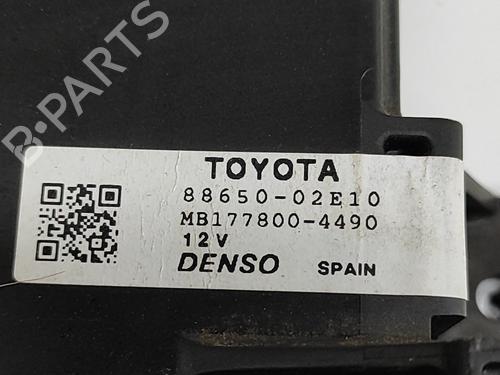 B-PARTS
TOYOTA
88650-02E10
MB177800-4490
12V
DENSO SPAIN